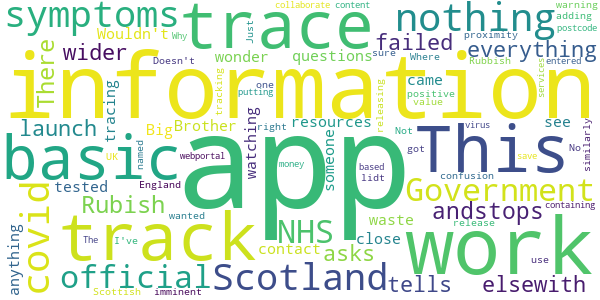 symptoms
trace
nothing
collaborate
content
warning
adding
postcode
Wouldn't
Why
Just
wider
failed
proximity
everything
There
wonder
questions
Doesn't
sure
Where
Rubbish
entered
information
came
tracing
tracking
one
putting
releasing
positive
value
services
launch
Big
Brother
resources
Not
virus
see
No
similarly
basic
app
This
UK
named
right
watching
someone
got
webportal
money
based
lidt
confusion
save
tested
England
covid
Rubish
wanted
Government
containing
anything
track
NHS
asks
waste
close
andstops
release
work
contact
The
I've
use
official
Scotland
tells
elsewith
Scottish
imminent